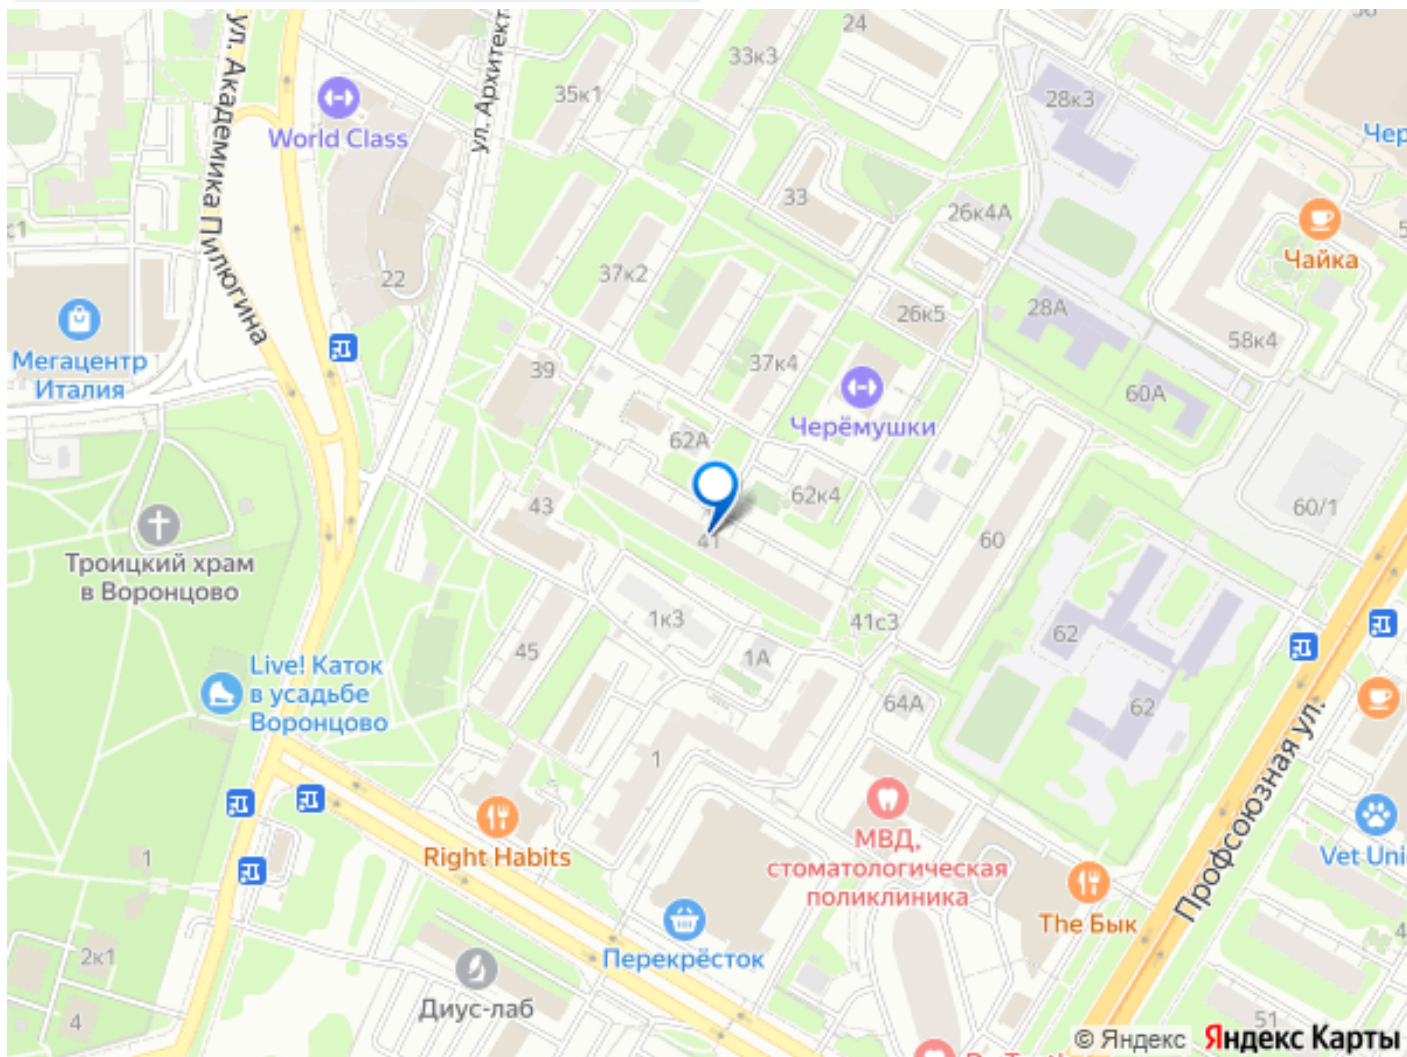 24
33к3
35к1
28к3
ул. Академика Пилюгина
ул. Архитект
World Class
Чер
33
26к4А
Чайка
с1
37к2
22
26к5
28А
58к4
Мегацентр
Италия
39
37к4
60А
Черёмушки
62А
62к4
43
60/1
41
60
Троицкий храм
в Воронцово
1к3
41с3
62
45
1А
Live! Каток
в усадьбе
Воронцово
64А
62
Профсоюзная ул.
1
МВД,
стоматологическая
поликлиника
Right Habits
Vet Uni
1
The Бык
Перекрёсток
2к1
Диус-лаб
4
51
© Яндекс
Яндекс Карты